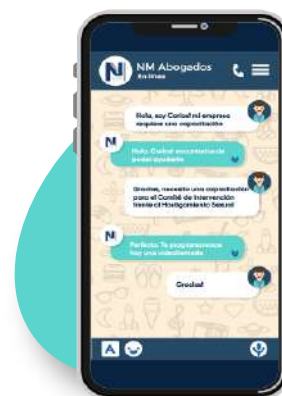 NM Abogados
En línea
Hola, soy Carlos! mi empresa
requiere una capacitación
N
Hola, Carlos! encantados de
poder ayudarte
Gracias, necesito una capacitación
para el Comité de Intervención
frente al Hostigamiento Sexual
N
Perfecto. Te programaremos
hoy una videollamada
Gracias!
A